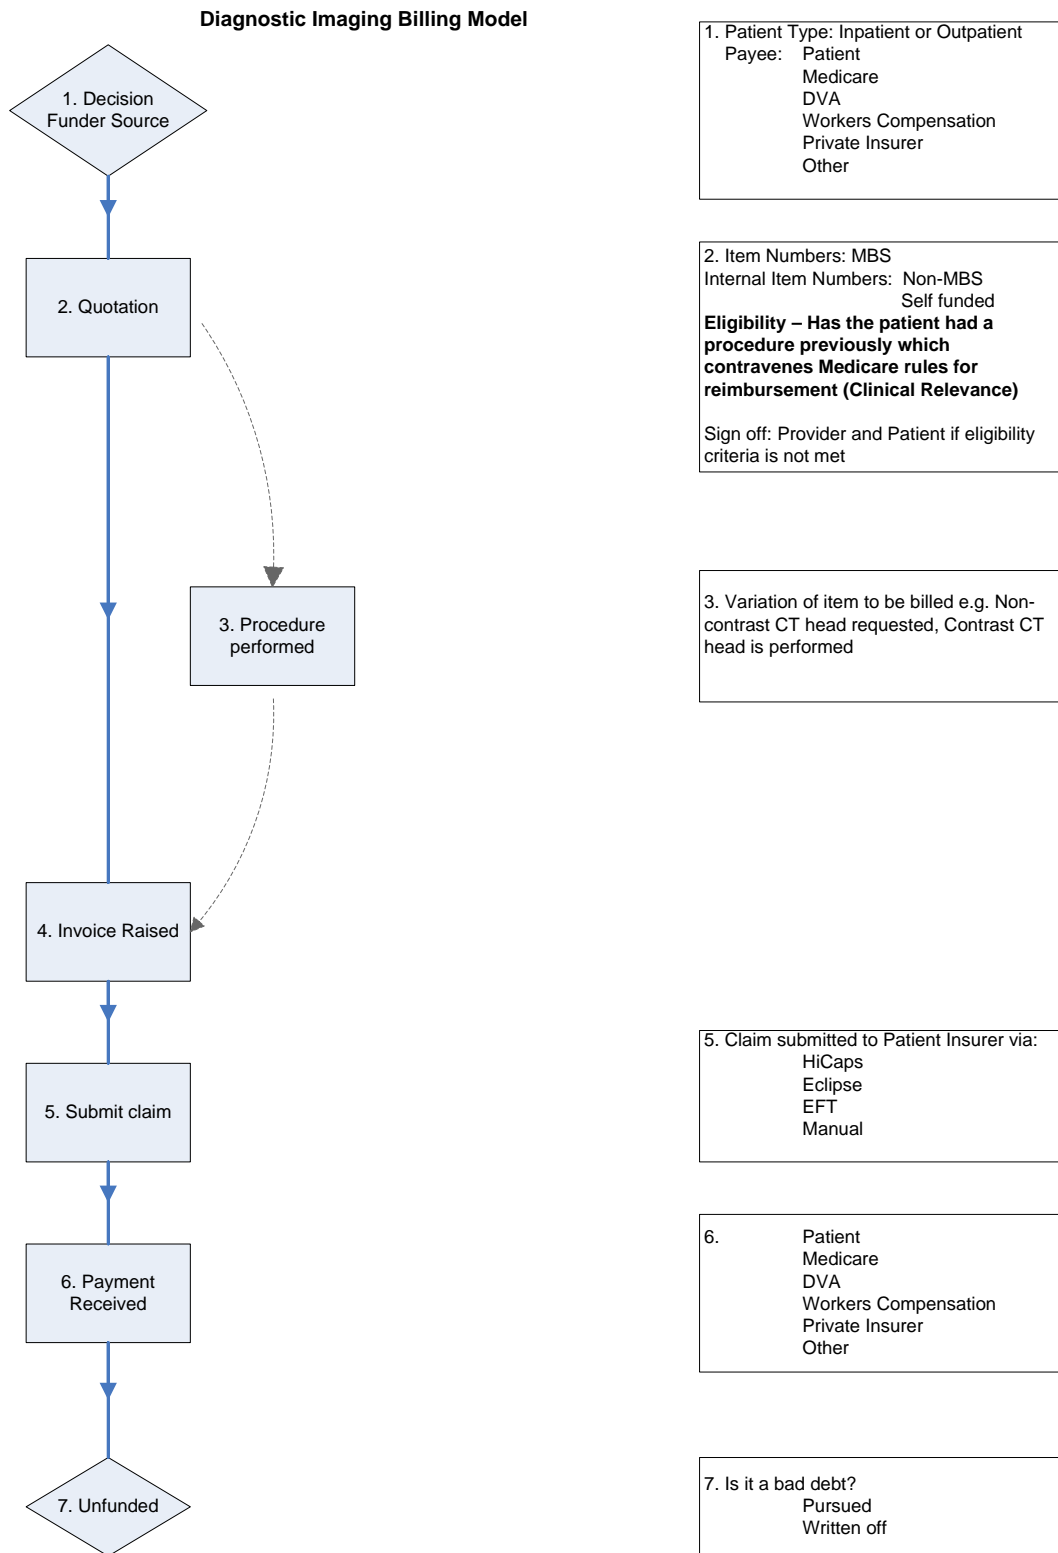 Diagnostic Imaging Billing Model
1. Decision
Funder Source
1. Patient Type: Inpatient or Outpatient
Payee: Patient
Medicare
DVA
Workers Compensation
Private Insurer
Other
2. Quotation
2. Item Numbers: MBS
Internal Item Numbers: Non-MBS
Self funded
Eligibility – Has the patient had a
procedure previously which
contravenes Medicare rules for
reimbursement (Clinical Relevance)
Sign off: Provider and Patient if eligibility
criteria is not met
3. Procedure
performed
3. Variation of item to be billed e.g. Non-
contrast CT head requested, Contrast CT
head is performed
4. Invoice Raised
5. Submit claim
5. Claim submitted to Patient Insurer via:
HiCaps
Eclipse
EFT
Manual
6. Payment
Received
6. Patient
Medicare
DVA
Workers Compensation
Private Insurer
Other
7. Unfunded
7. Is it a bad debt?
Pursued
Written off